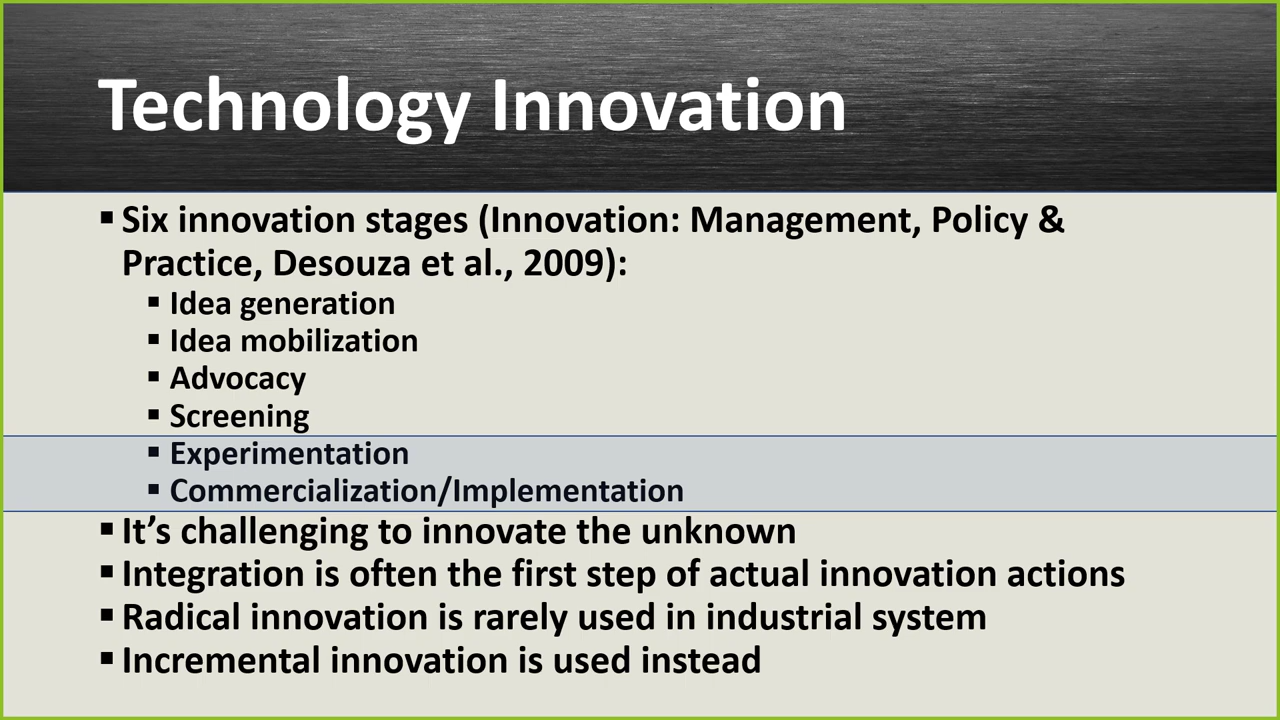 Technology Innovation
▪ Six innovation stages (Innovation: Management, Policy &
Practice, Desouza et al., 2009):
▪ Idea generation
▪ Idea mobilization
▪ Advocacy
▪ Screening
▪ Experimentation
▪ Commercialization/Implementation
▪ It’s challenging to innovate the unknown
▪ Integration is often the first step of actual innovation actions
▪ Radical innovation is rarely used in industrial system
▪ Incremental innovation is used instead